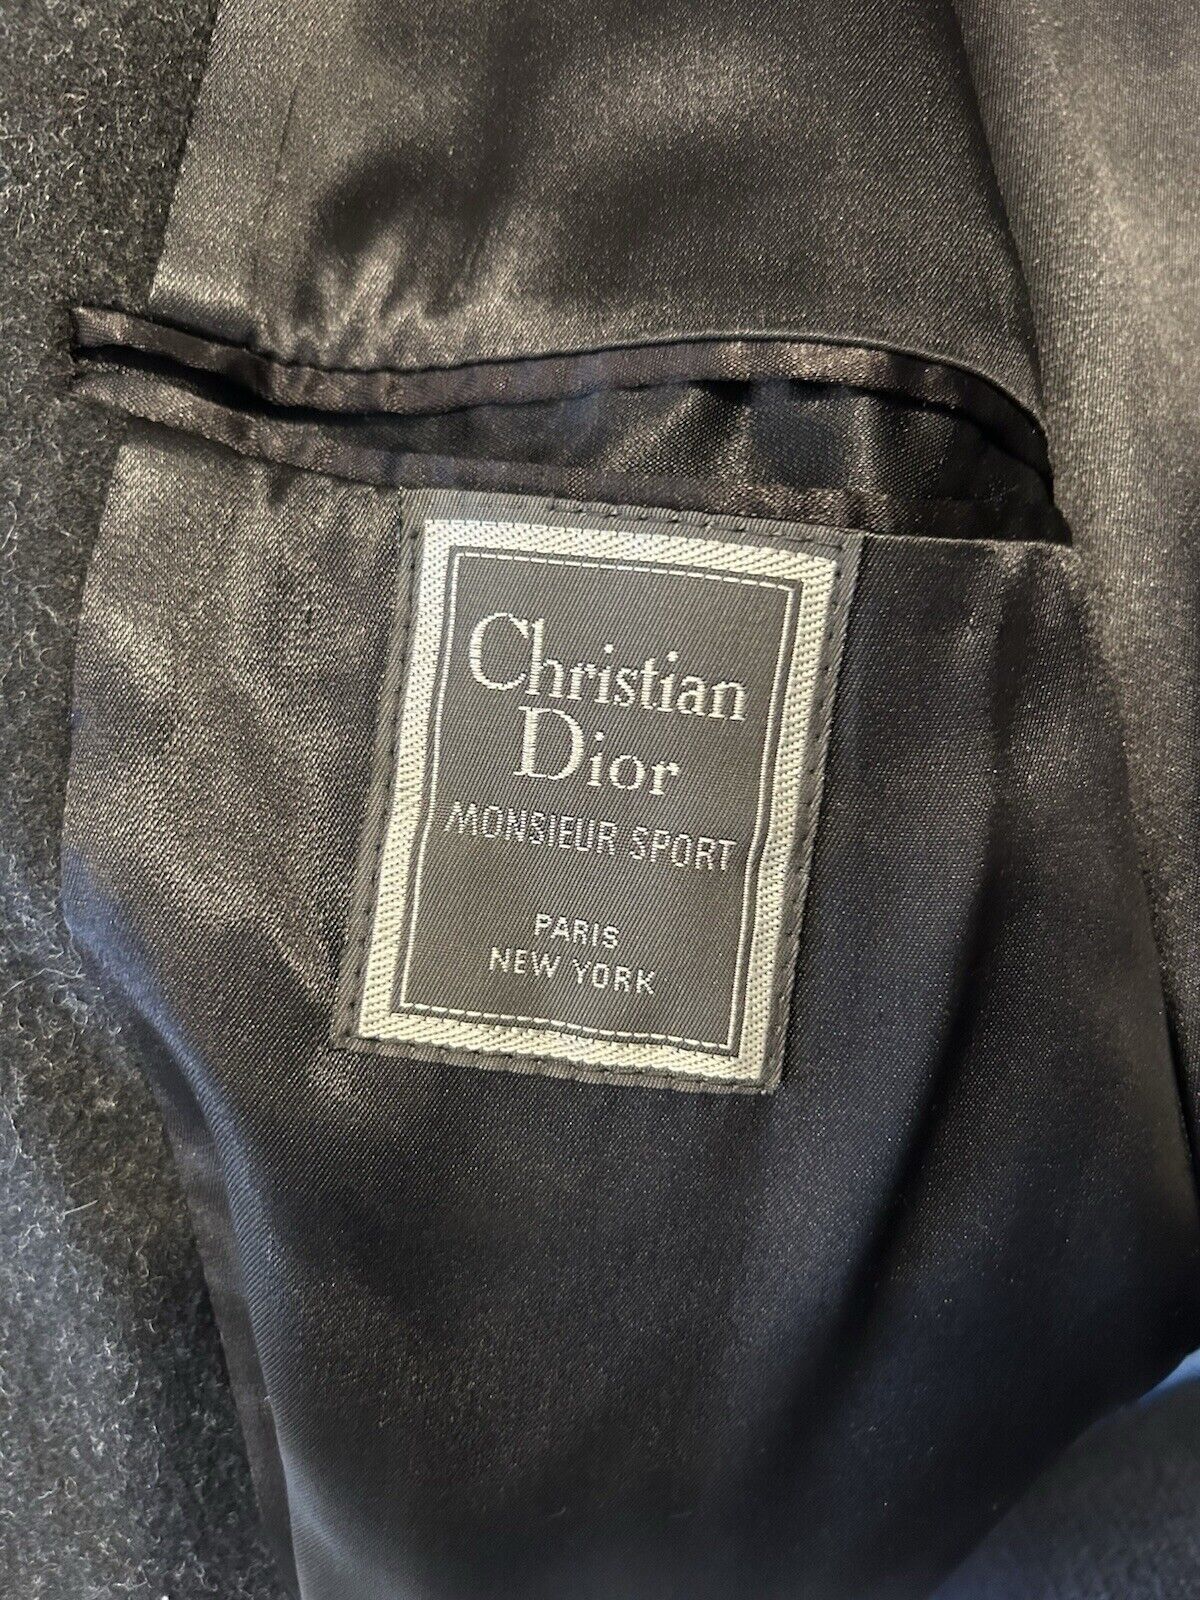 Christian
Dior
MONSIEUR SPORT
PARIS
NEW YORK